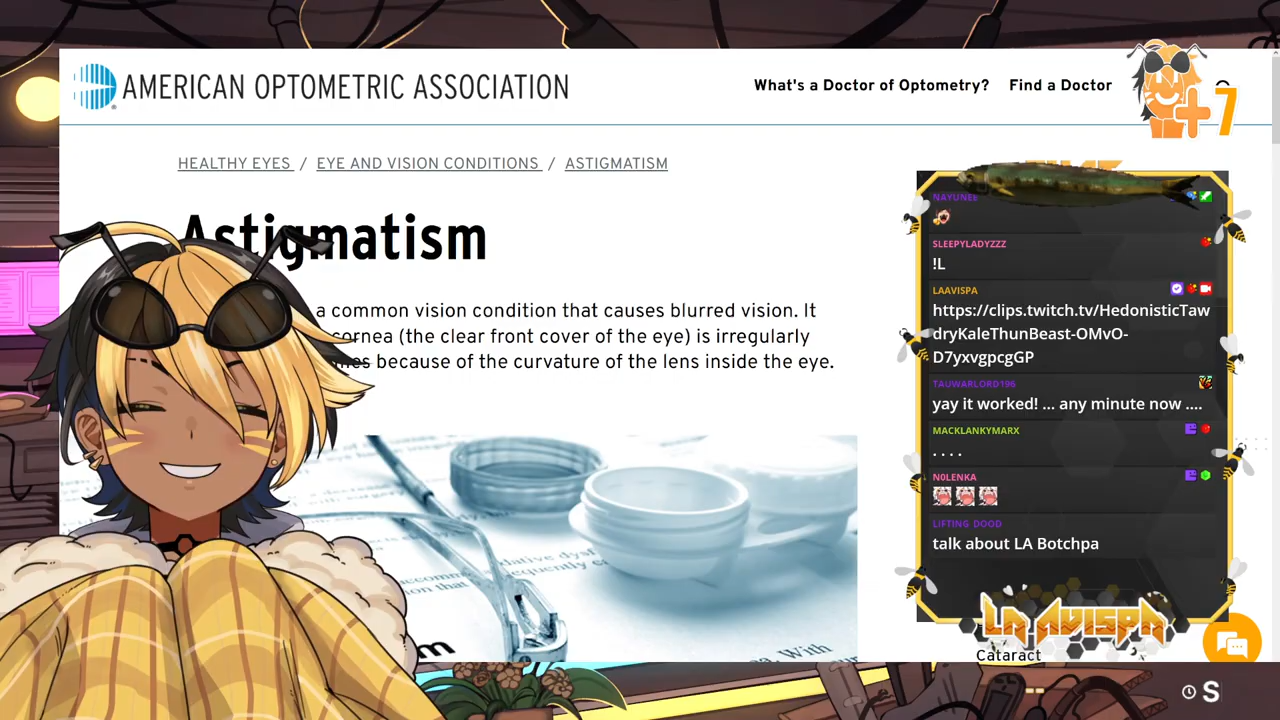 AMERICAN OPTOMETRIC ASSOCIATION
What's a Doctor of Optometry? Find a Doctor
+7
HEALTHY EYES / EYE AND VISION CONDITIONS / ASTIGMATISM
Astigmatism
a common vision condition that causes blurred vision. It
cornea (the clear front cover of the eye) is irregularly
because of the curvature of the lens inside the eye.
NAYUNEE
SLEEPYLADYZZZ
!L
LAAVISPA
https://clips.twitch.tv/HedonisticTaw
dryKaleThunBeast-OMvO-
D7yxvgpcgGP
TAUWARLORD196
yay it worked! ... any minute now ....
MACKLANKYMARX
. . . .
N0LENKA
LIFTING DOOD
talk about LA Botchpa
LA AVISPA
Cataract
S